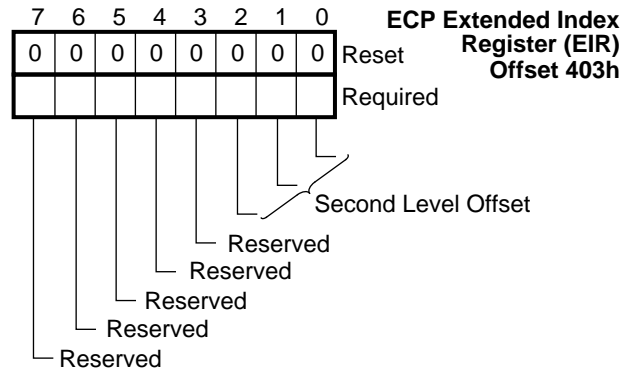 7 6 5 4 3 2 1 0
ECP Extended Index
Register (EIR)
Offset 403h
0 0 0 0 0 0 0 0 Reset
Required
Second Level Offset
Reserved
Reserved
Reserved
Reserved
Reserved